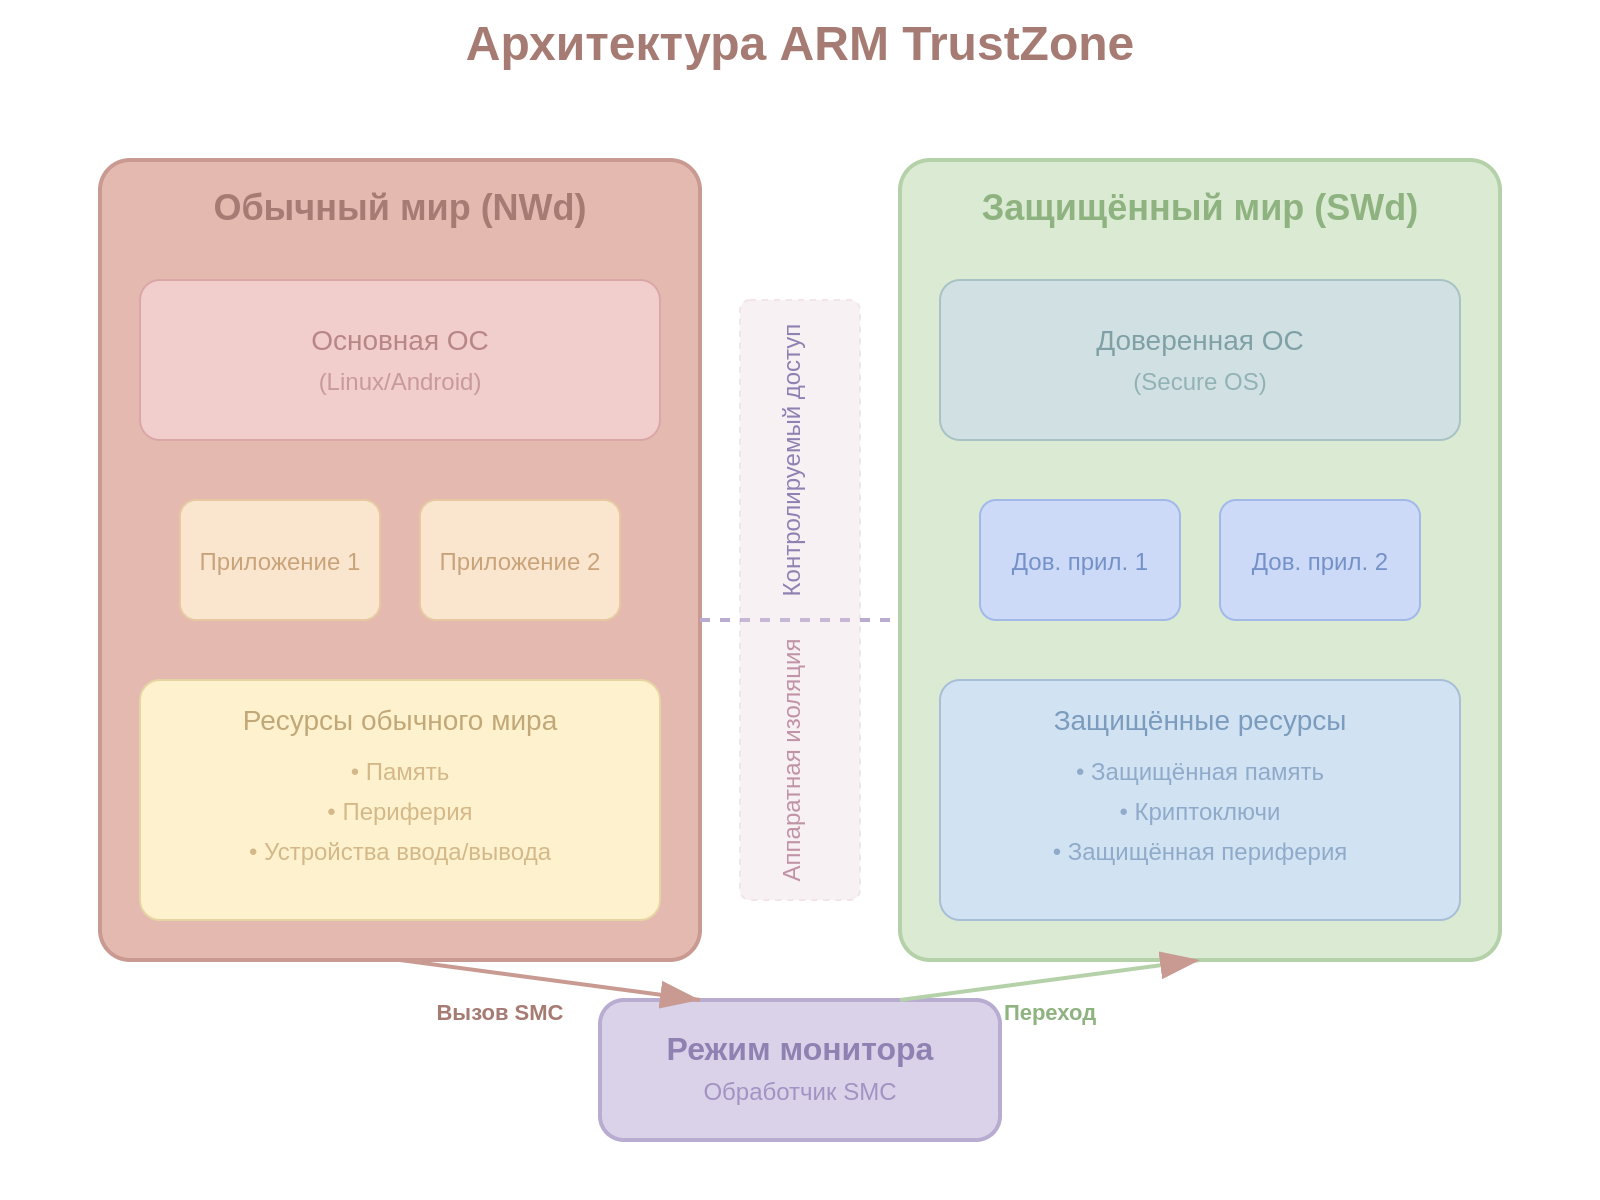 Архитектура ARM TrustZone
Обычный мир (NWd)
Основная ОС
(Linux/Android)
Приложение 1
Приложение 2
Ресурсы обычного мира
• Память
• Периферия
• Устройства ввода/вывода
Контролируемый доступ
Аппаратная изоляция
Защищённый мир (SWd)
Доверенная ОС
(Secure OS)
Дов. прил. 1
Дов. прил. 2
Защищённые ресурсы
• Защищённая память
• Криптоключи
• Защищённая периферия
Вызов SMC
Переход
Режим монитора
Обработчик SMC